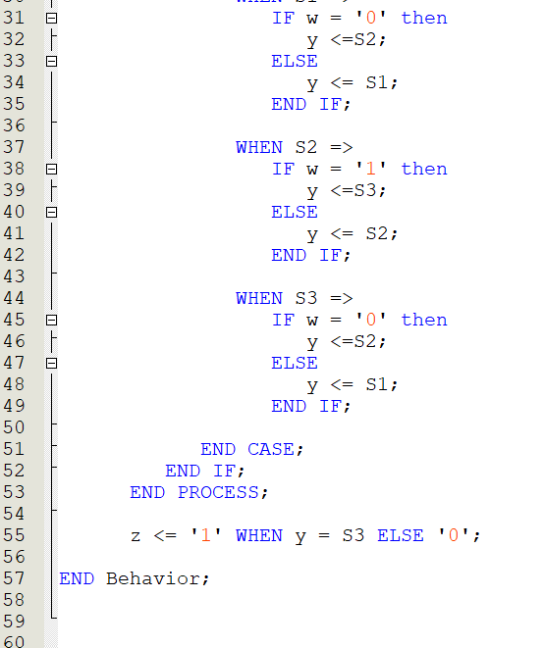 31 IF w = '0' then
32 y <=S2;
33 ELSE
34 y <= S1;
35 END IF;
36
37 WHEN S2 =>
38 IF w = '1' then
39 y <=S3;
40 ELSE
41 y <= S2;
42 END IF;
43
44 WHEN S3 =>
45 IF w = '0' then
46 y <=S2;
47 ELSE
48 y <= S1;
49 END IF;
50
51 END CASE;
52 END IF;
53 END PROCESS;
54
55 z <= '1' WHEN y = S3 ELSE '0';
56
57 END Behavior;
58
59
60